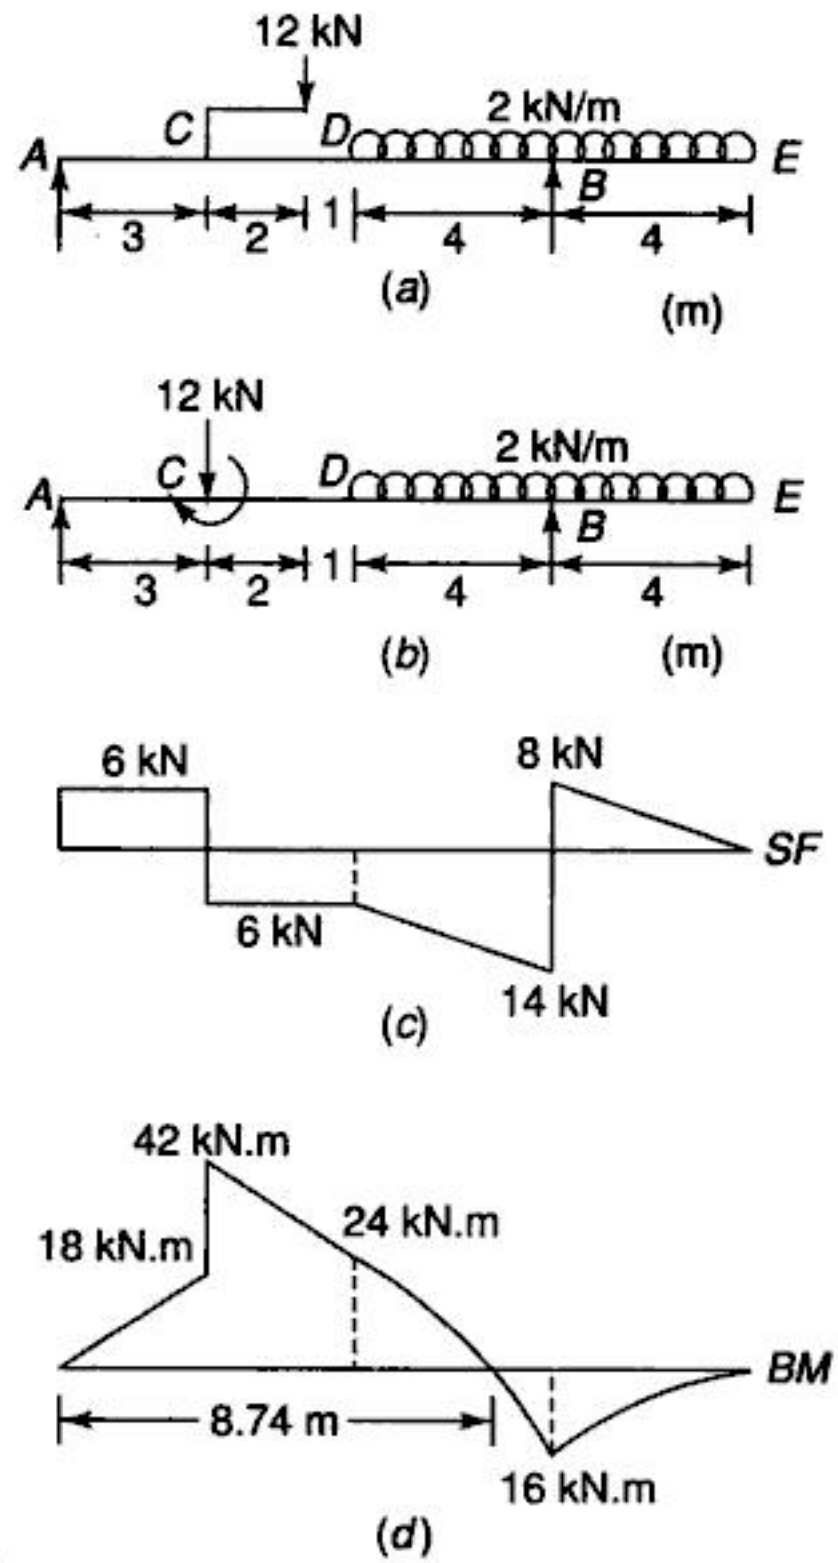 12 kN
2 kN/m
A C D B E
3 2 1 4 4
(a) (m)
12 kN
2 kN/m
A C D B E
3 2 1 4 4
(b) (m)
6 kN 8 kN
SF
6 kN
14 kN
(c)
42 kN.m
24 kN.m
18 kN.m
BM
8.74 m
16 kN.m
(d)